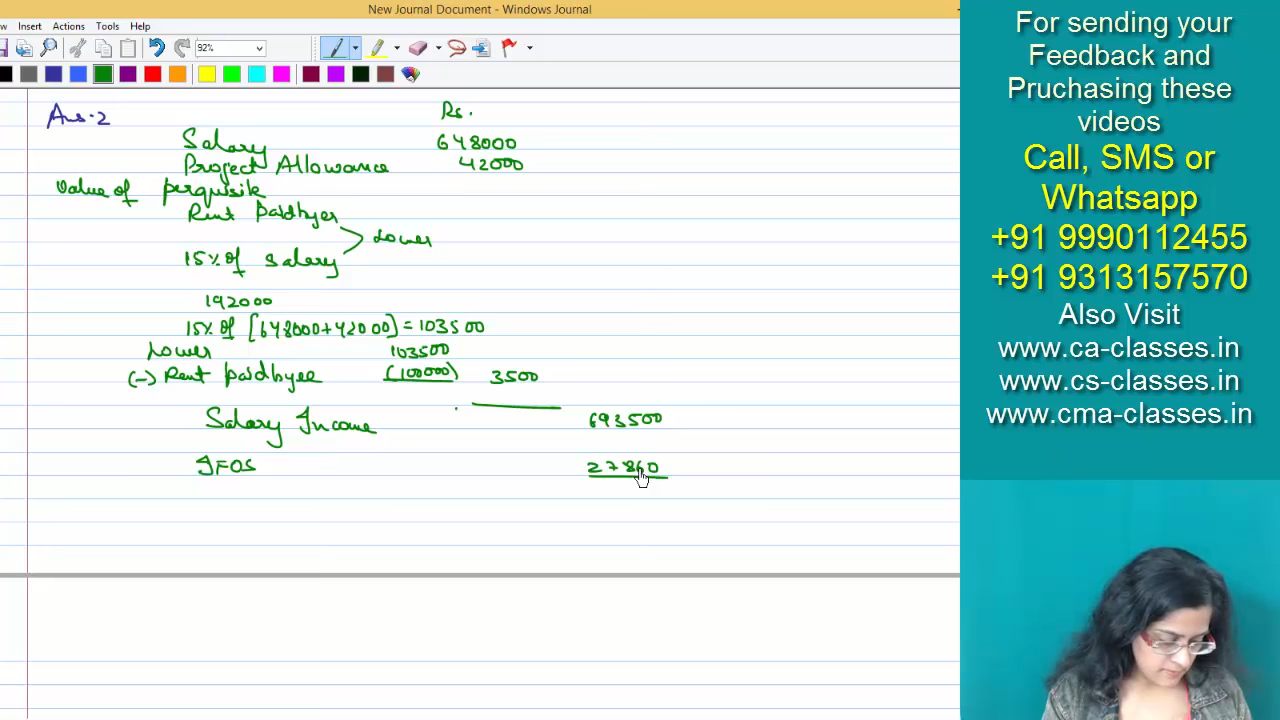 New Journal Document - Windows Journal
Insert Actions Tools Help
92%
Ans-2
Rs.
Salary 648000
Project Allowance 42000
Value of perquisite
Rent paid by er
Lower
15% of salary
192000
15% of [648000+42000] = 103500
Lower 103500
(-) Rent paid by ee (100000) 3500
Salary Income 693500
IFOS 27860
For sending your
Feedback and
Pruchasing these
videos
Call, SMS or
Whatsapp
+91 9990112455
+91 9313157570
Also Visit
www.ca-classes.in
www.cs-classes.in
www.cma-classes.in